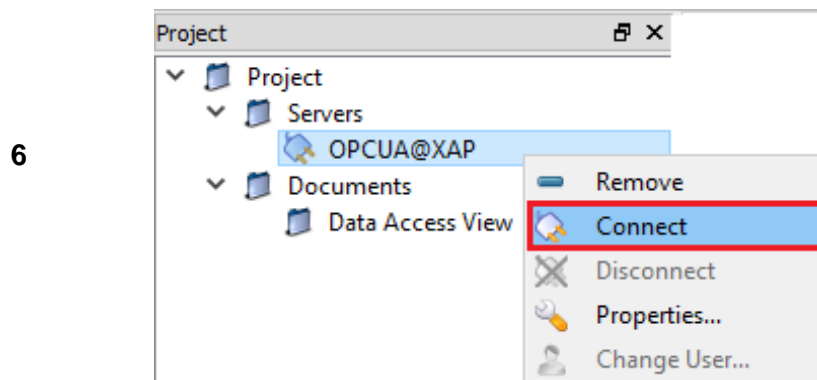 Project
Project
Servers
6
OPCUA@XAP
Documents
Data Access View
Remove
Connect
Disconnect
Properties...
Change User...